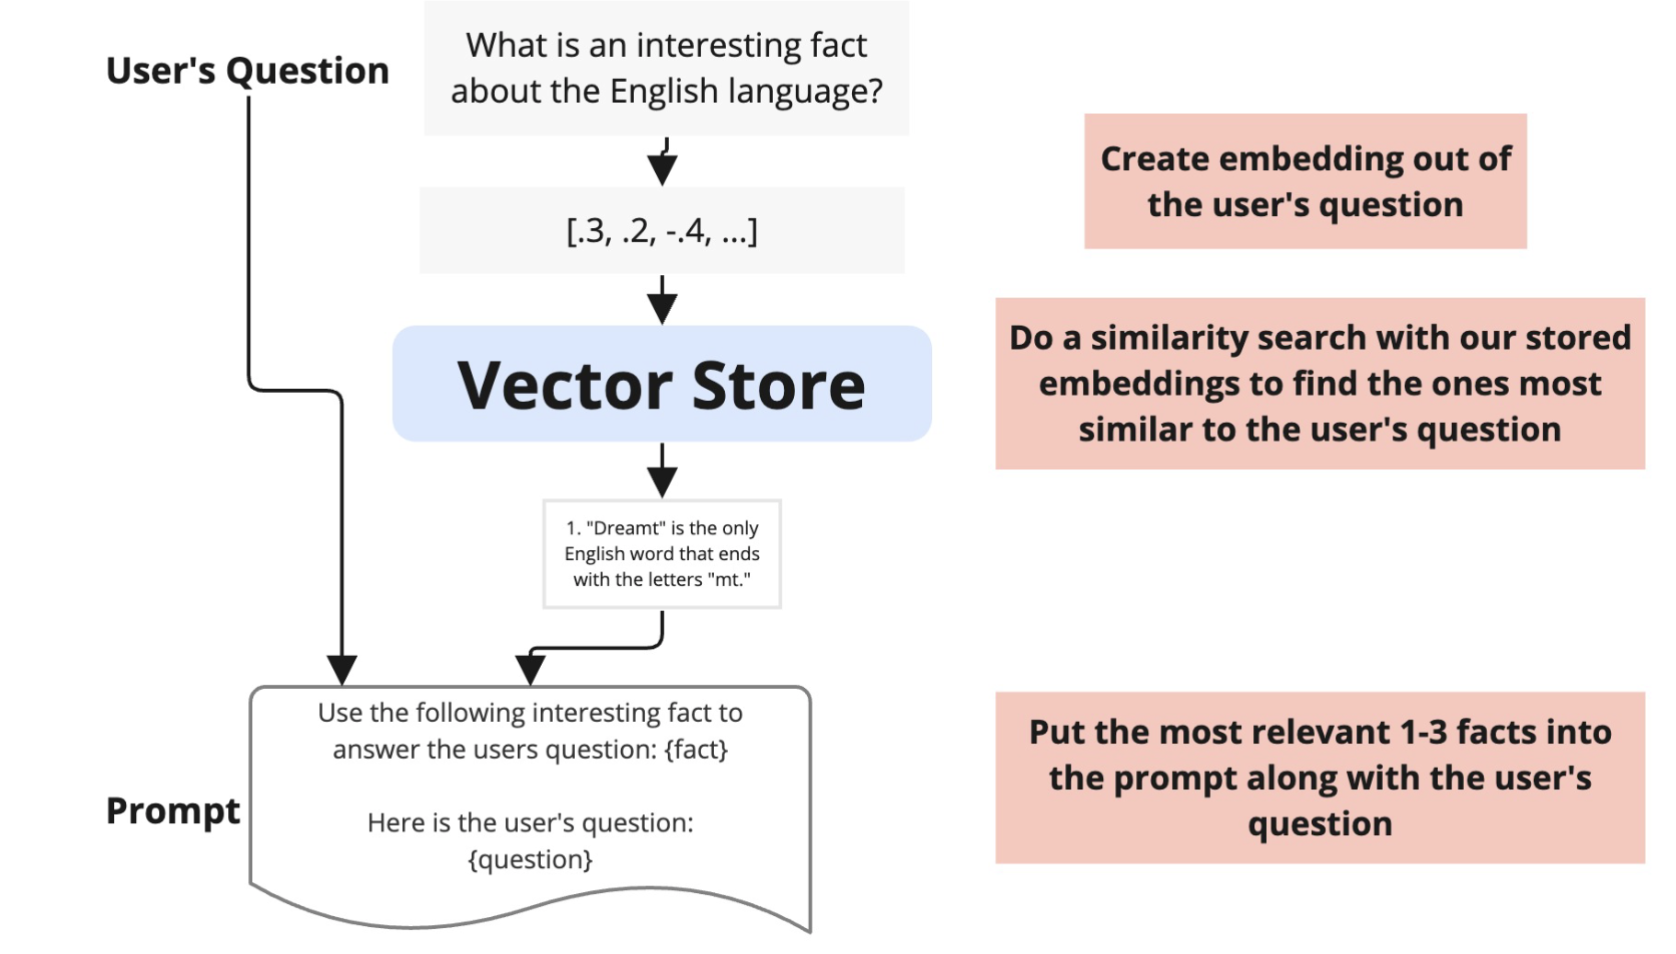 User's Question
What is an interesting fact
about the English language?
Create embedding out of
the user's question
[.3, .2, -.4, ...]
Vector Store
Do a similarity search with our stored
embeddings to find the ones most
similar to the user's question
1. "Dreamt" is the only
English word that ends
with the letters "mt."
Prompt
Use the following interesting fact to
answer the users question: {fact}
Here is the user's question:
{question}
Put the most relevant 1-3 facts into
the prompt along with the user's
question